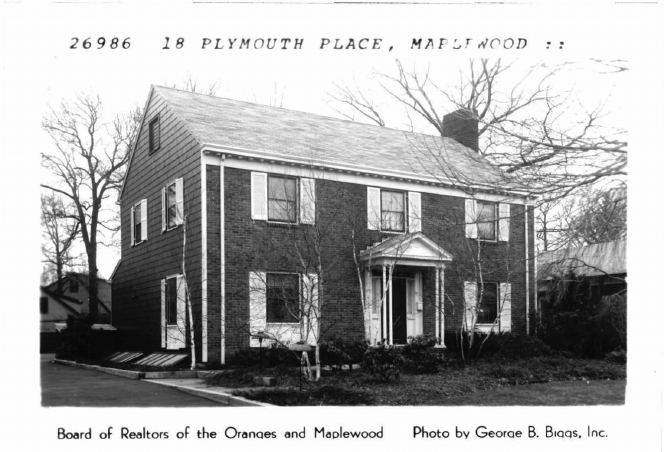 26986 18 PLYMOUTH PLACE, MAPLEWOOD ::
Board of Realtors of the Oranges and Maplewood Photo by George B. Biggs, Inc.